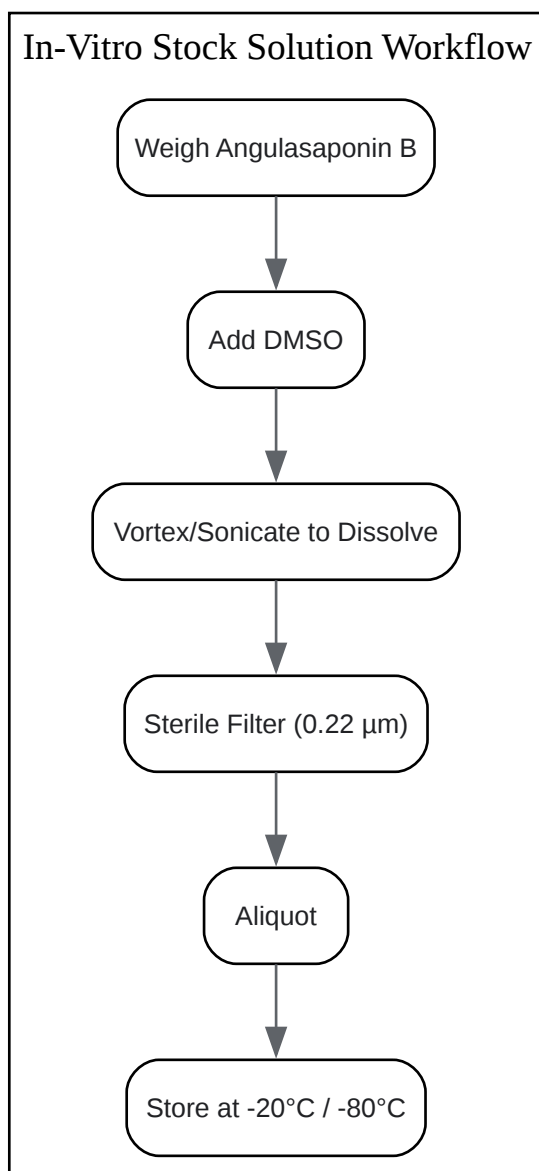 In-Vitro Stock Solution Workflow
Weigh Angulasaponin B
Add DMSO
Vortex/Sonicate to Dissolve
Sterile Filter (0.22 µm)
Aliquot
Store at -20°C / -80°C